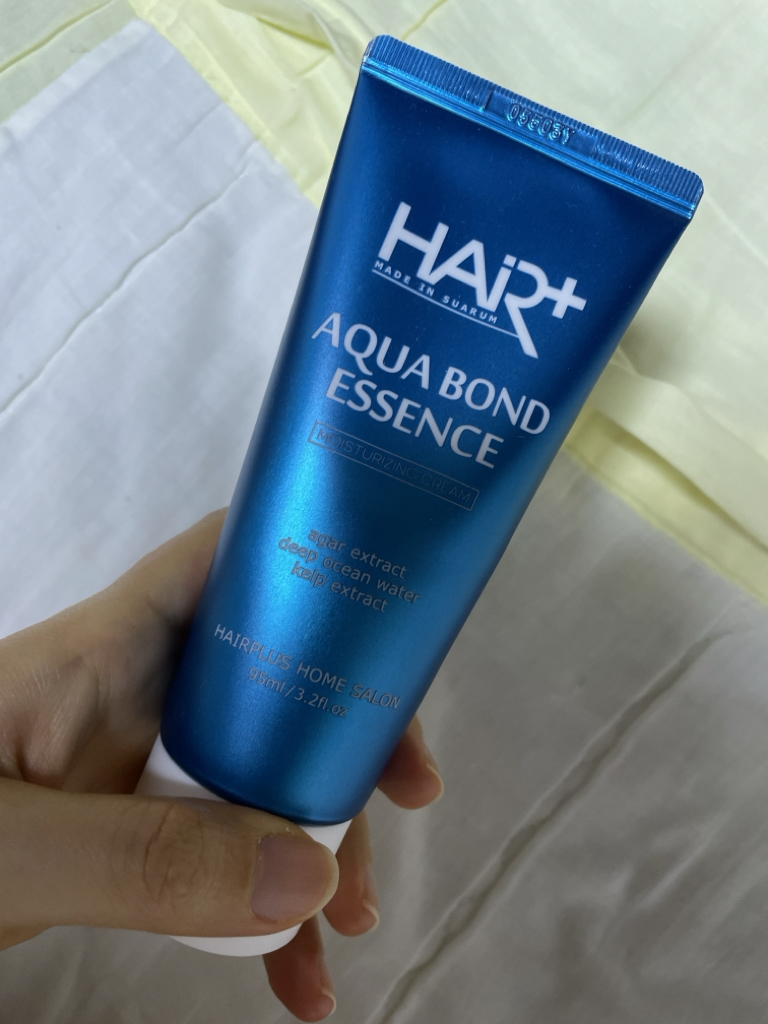 HAiR+
MADE IN SUARUM
AQUA BOND
ESSENCE
MOISTURIZING CREAM
agar extract
deep ocean water
kelp extract
HAIRPLUS HOME SALON
95ml/3.2fl.oz